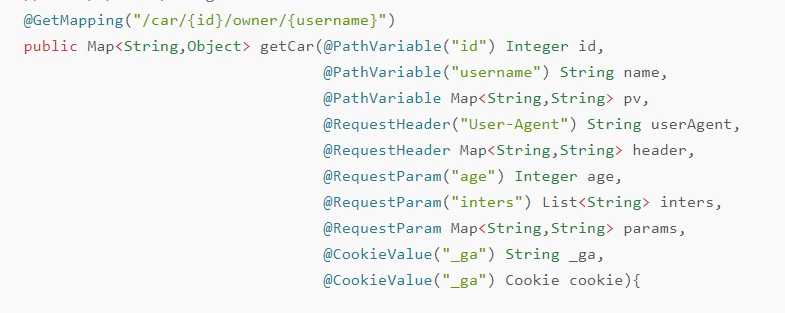 @GetMapping("/car/{id}/owner/{username}")
public Map<String,Object> getCar(@PathVariable("id") Integer id,
@PathVariable("username") String name,
@PathVariable Map<String,String> pv,
@RequestHeader("User-Agent") String userAgent,
@RequestHeader Map<String,String> header,
@RequestParam("age") Integer age,
@RequestParam("inters") List<String> inters,
@RequestParam Map<String,String> params,
@CookieValue("_ga") String _ga,
@CookieValue("_ga") Cookie cookie){